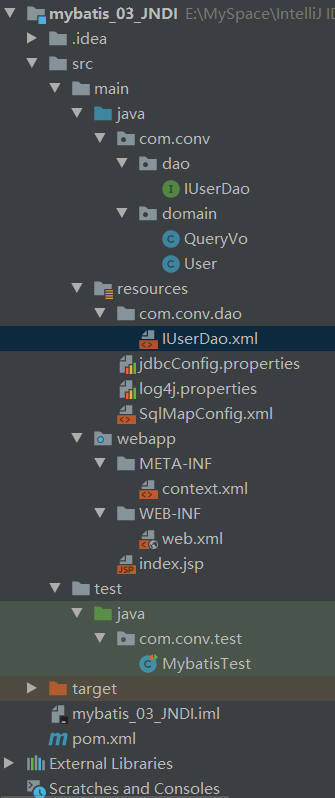 mybatis_03_JNDI E:\MySpace\IntelliJ ID
.idea
src
main
java
com.conv
dao
IUserDao
domain
QueryVo
User
resources
com.conv.dao
IUserDao.xml
jdbcConfig.properties
log4j.properties
SqlMapConfig.xml
webapp
META-INF
context.xml
WEB-INF
web.xml
index.jsp
test
java
com.conv.test
MybatisTest
target
mybatis_03_JNDI.iml
pom.xml
External Libraries
Scratches and Consoles